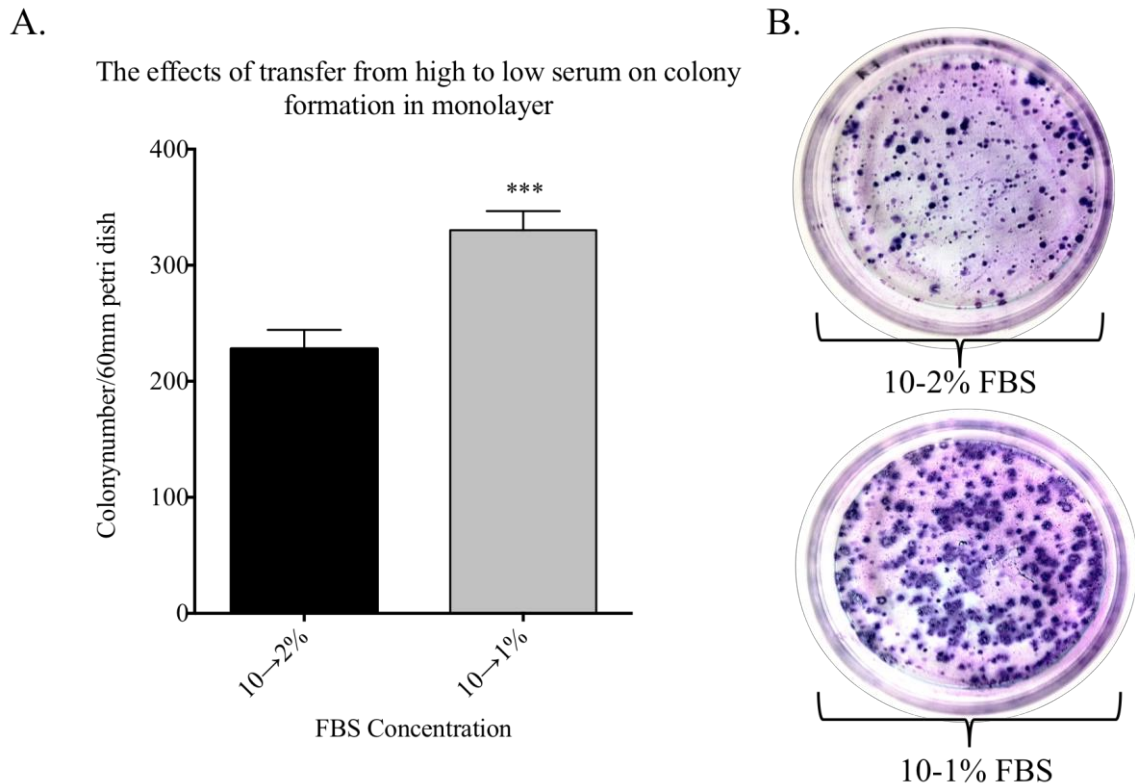 A.
The effects of transfer from high to low serum on colony
formation in monolayer
Colonynumber/60mm petri dish
400
300
200
100
0
***
10→2%
10→1%
FBS Concentration
B.
10-2% FBS
10-1% FBS